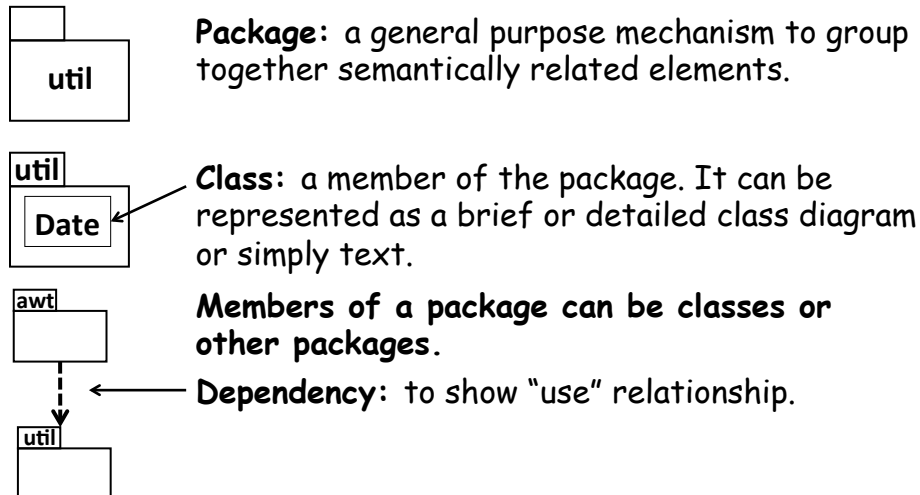 Package: a general purpose mechanism to group
together semantically related elements.
util
util
Class: a member of the package. It can be
represented as a brief or detailed class diagram
or simply text.
Date
awt
Members of a package can be classes or
other packages.
Dependency: to show “use” relationship.
util